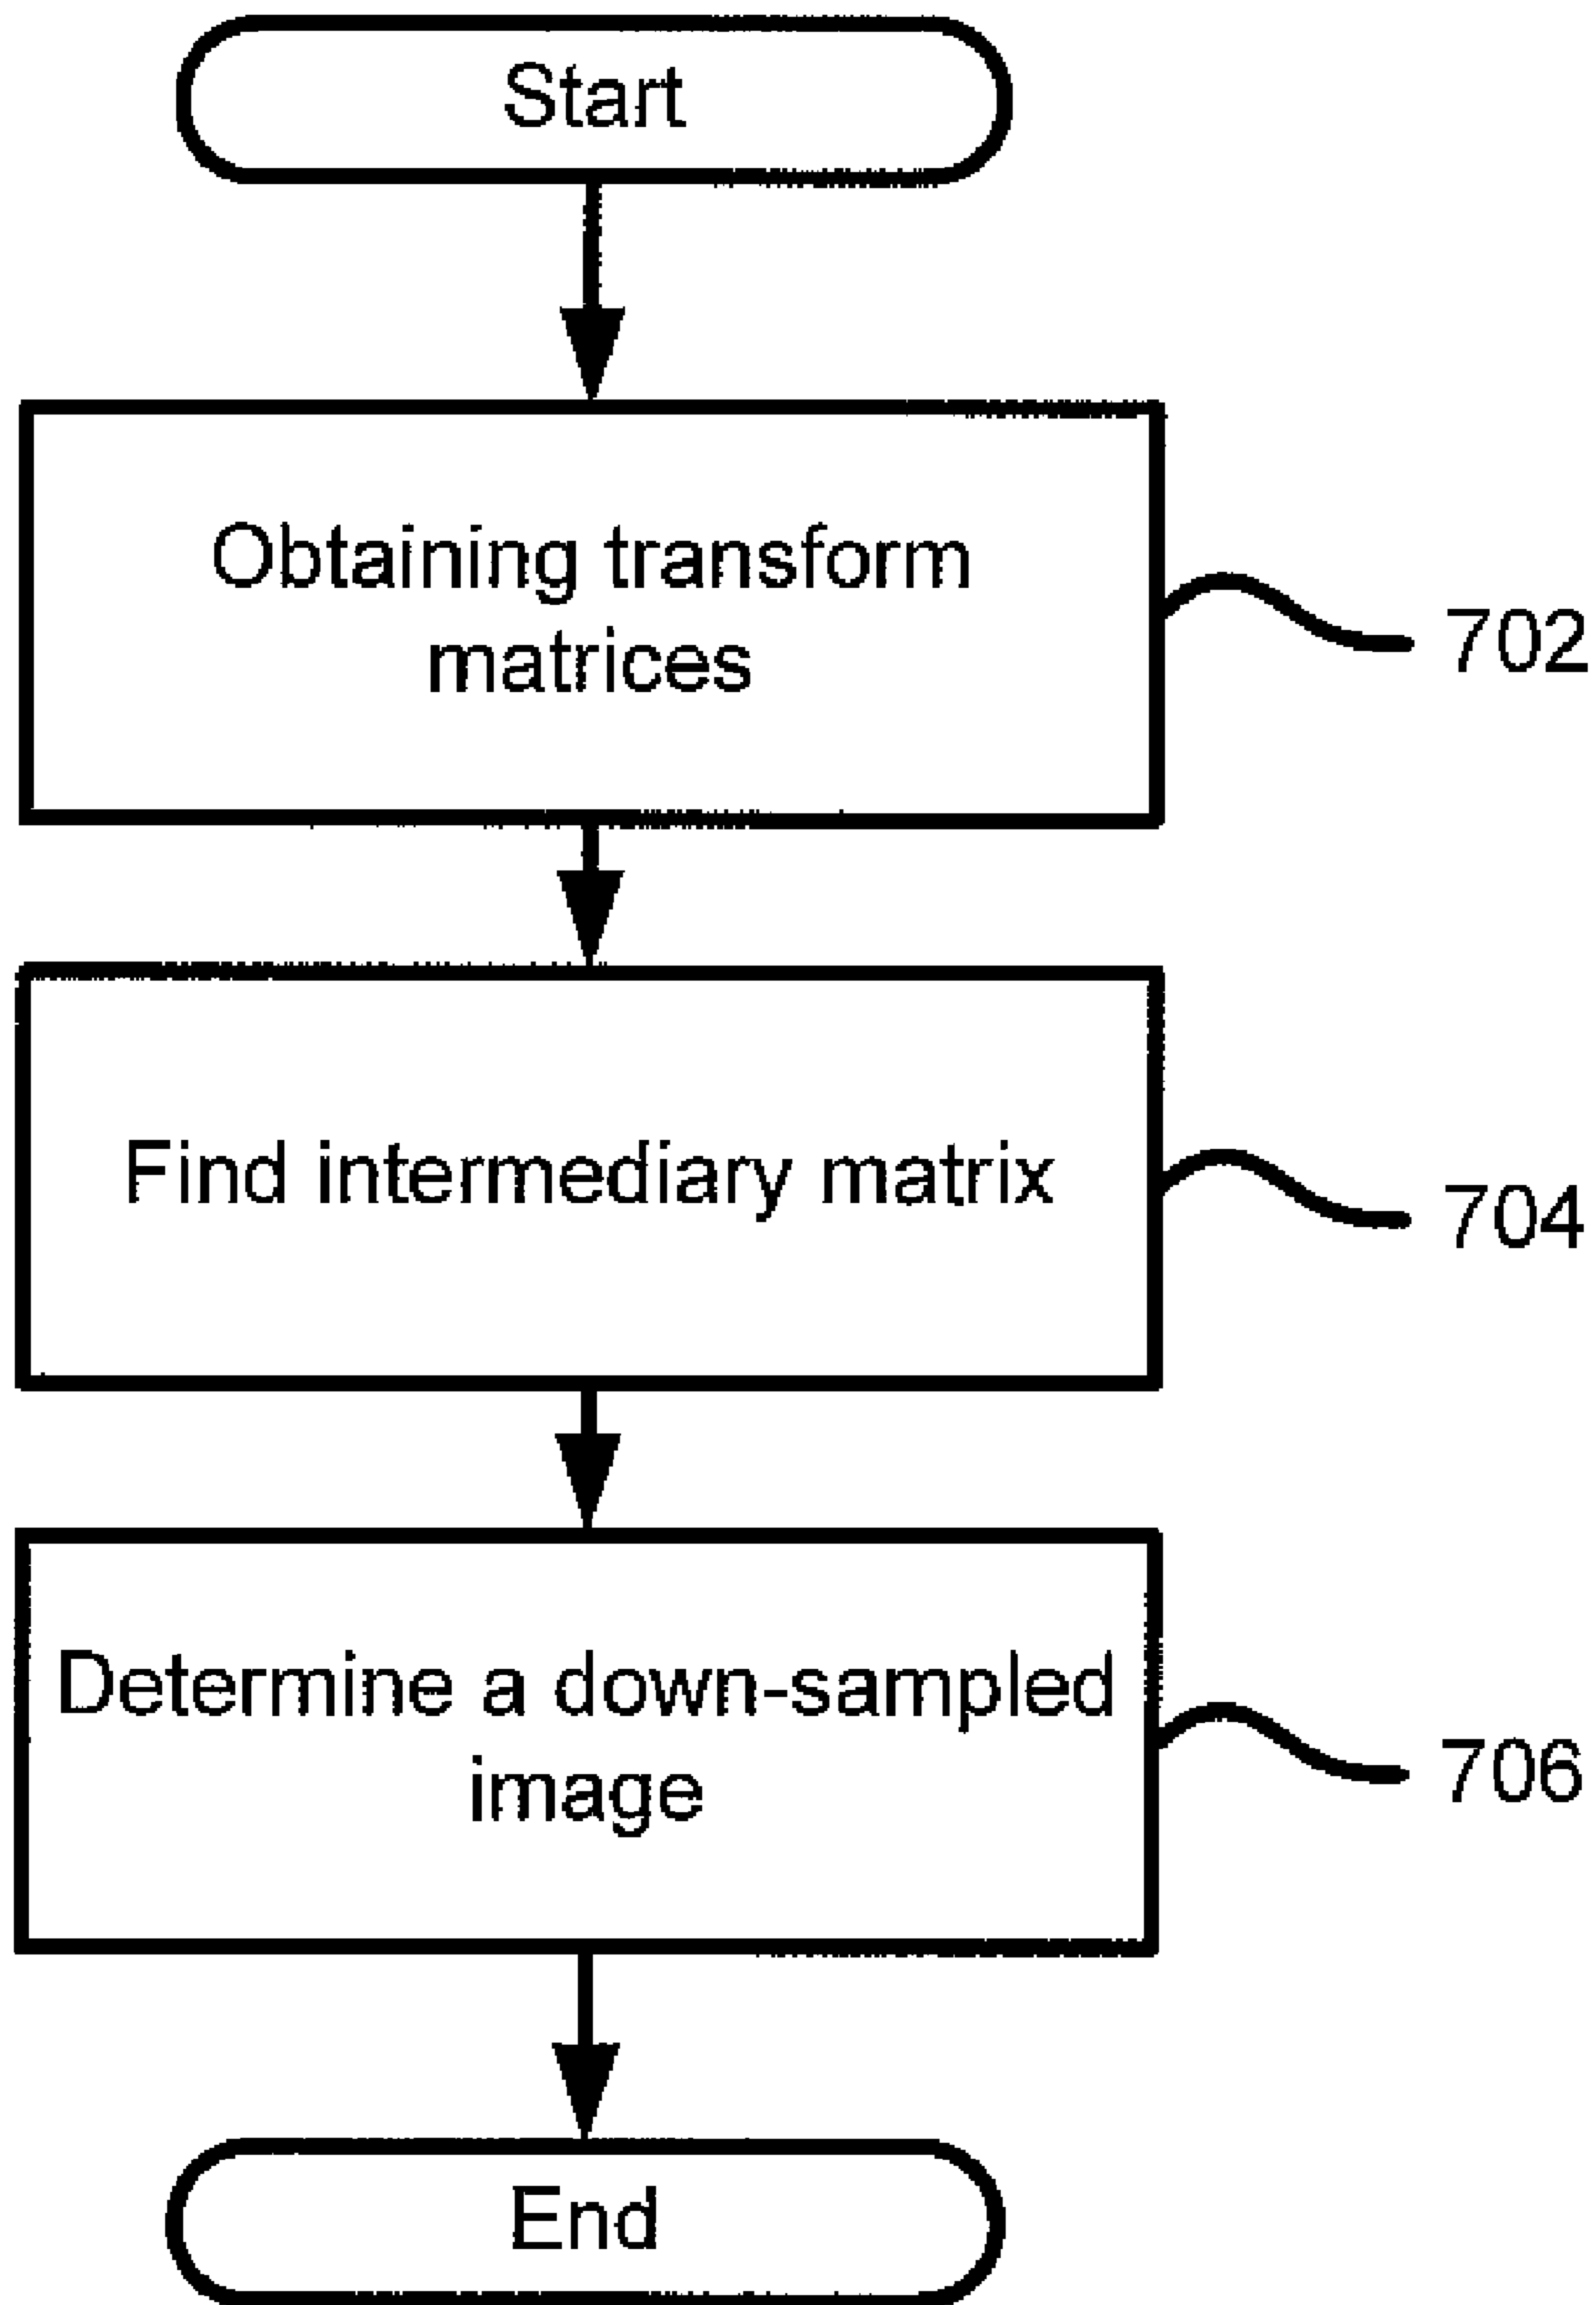 Start
Obtaining transform
matrices
702
Find intermediary matrix
704
Determine a down-sampled
image
706
End